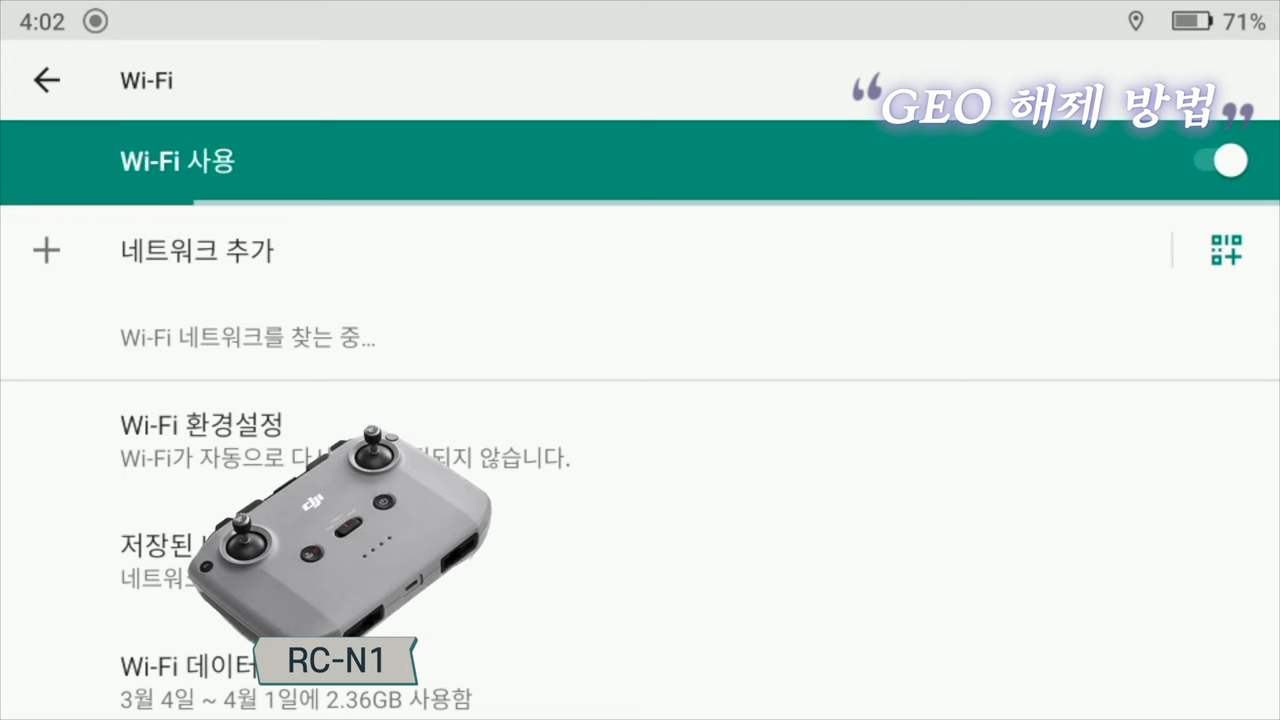 4:02
71%
Wi-Fi
“GEO 해제 방법”
Wi-Fi 사용
네트워크 추가
Wi-Fi 네트워크를 찾는 중...
Wi-Fi 환경설정
Wi-Fi가 자동으로 다 되지 않습니다.
저장된
네트워크
dji
Wi-Fi 데이터
RC-N1
3월 4일 ~ 4월 1일에 2.36GB 사용함